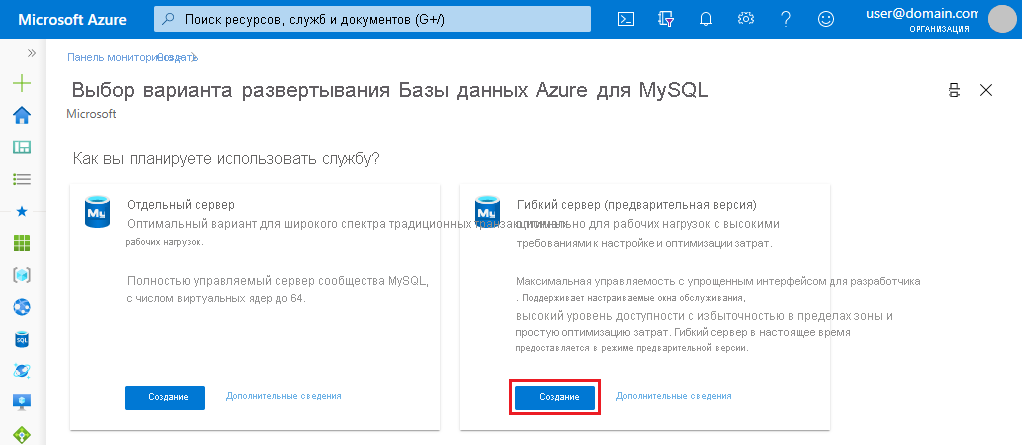 Microsoft Azure
Поиск ресурсов, служб и документов (G+/)
user@domain.com
ОРГАНИЗАЦИЯ
Панель мониторинга Создать
Выбор варианта развертывания Базы данных Azure для MySQL
Microsoft
Как вы планируете использовать службу?
My
Отдельный сервер
Оптимальный вариант для широкого спектра традиционных транзакционных
рабочих нагрузок.
Полностью управляемый сервер сообщества MySQL,
с числом виртуальных ядер до 64.
Создание
Дополнительные сведения
My
Гибкий сервер (предварительная версия)
оптимально для рабочих нагрузок с высокими
требованиями к настройке и оптимизации затрат.
Максимальная управляемость с упрощенным интерфейсом для разработчика
. Поддерживает настраиваемые окна обслуживания,
высокий уровень доступности с избыточностью в пределах зоны и
простую оптимизацию затрат. Гибкий сервер в настоящее время
предоставляется в режиме предварительной версии.
Создание
Дополнительные сведения
SQL